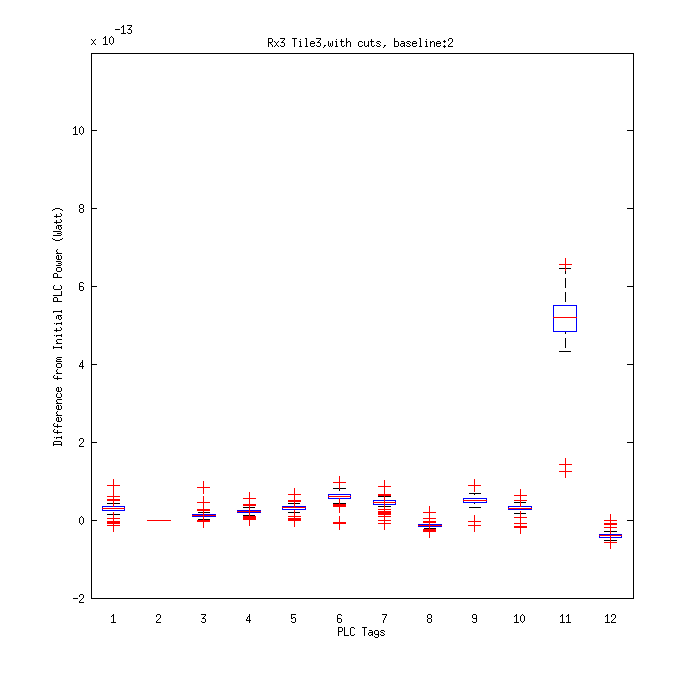 Rx3 Tile3,with cuts, baseline:2
x 10
-13
10
8
6
4
2
0
-2
Difference from Initial PLC Power (Watt)
1 2 3 4 5 6 7 8 9 10 11 12
PLC Tags